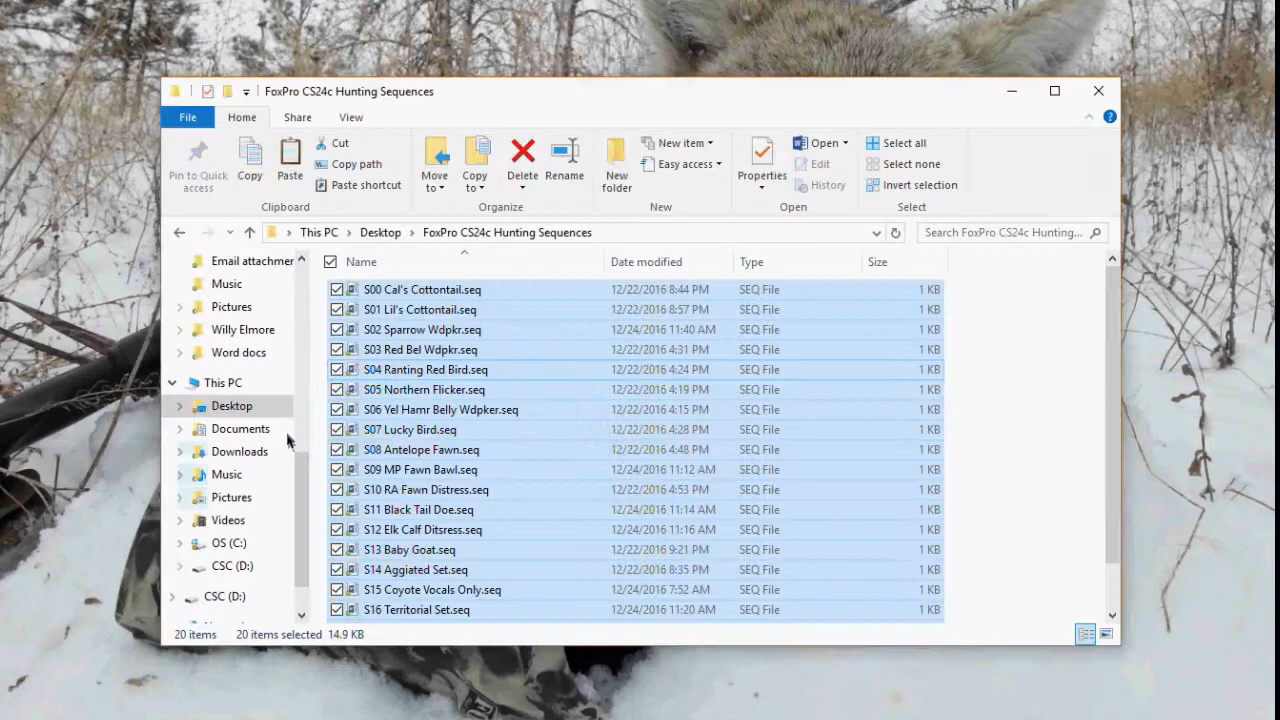 FoxPro CS24c Hunting Sequences
File Home Share View
Pin to Quick access
Copy
Paste
Cut
Copy path
Paste shortcut
Clipboard
Move to
Copy to
Delete
Rename
Organize
New folder
New item
Easy access
New
Properties
Open
Edit
History
Open
Select all
Select none
Invert selection
Select
This PC > Desktop > FoxPro CS24c Hunting Sequences
Search FoxPro CS24c Hunting...
Email attachmer
Music
Pictures
Willy Elmore
Word docs
This PC
Desktop
Documents
Downloads
Music
Pictures
Videos
OS (C:)
CSC (D:)
CSC (D:)
Name Date modified Type Size
S00 Cal's Cottontail.seq 12/22/2016 8:44 PM SEQ File 1 KB
S01 Lil's Cottontail.seq 12/22/2016 8:57 PM SEQ File 1 KB
S02 Sparrow Wdpkr.seq 12/24/2016 11:40 AM SEQ File 1 KB
S03 Red Bel Wdpkr.seq 12/22/2016 4:31 PM SEQ File 1 KB
S04 Ranting Red Bird.seq 12/22/2016 4:24 PM SEQ File 1 KB
S05 Northern Flicker.seq 12/22/2016 4:19 PM SEQ File 1 KB
S06 Yel Hamr Belly Wdpker.seq 12/22/2016 4:15 PM SEQ File 1 KB
S07 Lucky Bird.seq 12/22/2016 4:28 PM SEQ File 1 KB
S08 Antelope Fawn.seq 12/22/2016 4:48 PM SEQ File 1 KB
S09 MP Fawn Bawl.seq 12/24/2016 11:12 AM SEQ File 1 KB
S10 RA Fawn Distress.seq 12/22/2016 4:53 PM SEQ File 1 KB
S11 Black Tail Doe.seq 12/24/2016 11:14 AM SEQ File 1 KB
S12 Elk Calf Ditsress.seq 12/24/2016 11:16 AM SEQ File 1 KB
S13 Baby Goat.seq 12/22/2016 9:21 PM SEQ File 1 KB
S14 Aggiated Set.seq 12/22/2016 8:35 PM SEQ File 1 KB
S15 Coyote Vocals Only.seq 12/24/2016 7:52 AM SEQ File 1 KB
S16 Territorial Set.seq 12/24/2016 11:20 AM SEQ File 1 KB
20 items 20 items selected 14.9 KB